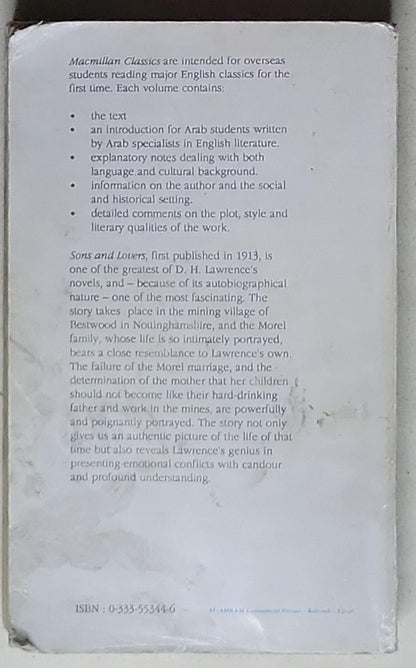 Macmillan Classics are intended for overseas
students reading major English classics for the
first time. Each volume contains:
• the text
• an introduction for Arab students written
by Arab specialists in English literature.
• explanatory notes dealing with both
language and cultural background.
• information on the author and the social
and historical setting.
• detailed comments on the plot, style and
literary qualities of the work.
Sons and Lovers, first published in 1913, is
one of the greatest of D. H. Lawrence's
novels, and – because of its autobiographical
nature – one of the most fascinating. The
story takes place in the mining village of
Bestwood in Nottinghamshire, and the Morel
family, whose life is so intimately portrayed,
bears a close resemblance to Lawrence's own.
The failure of the Morel marriage, and the
determination of the mother that her children
should not become like their hard-drinking
father and work in the mines, are powerfully
and poignantly portrayed. The story not only
gives us an authentic picture of the life of that
time but also reveals Lawrence's genius in
presenting emotional conflicts with candour
and profound understanding.
ISBN : 0-333-55344-6
AL-AHRAM Commercial Presses - Kalyoub - Egypt